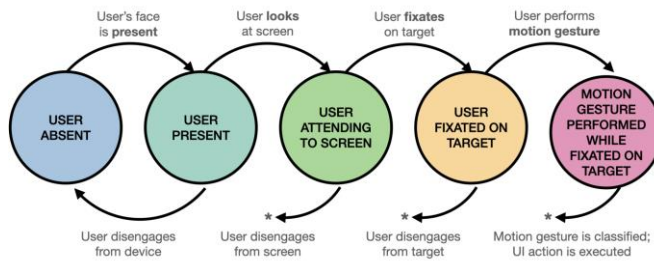 User's face
is present
User looks
at screen
User fixates
on target
User performs
motion gesture
USER
ABSENT
USER
PRESENT
USER
ATTENDING
TO SCREEN
USER
FIXATED ON
TARGET
MOTION
GESTURE
PERFORMED
WHILE
FIXATED ON
TARGET
User disengages
from device
*
User disengages
from screen
*
User disengages
from target
*
Motion gesture is classified;
UI action is executed